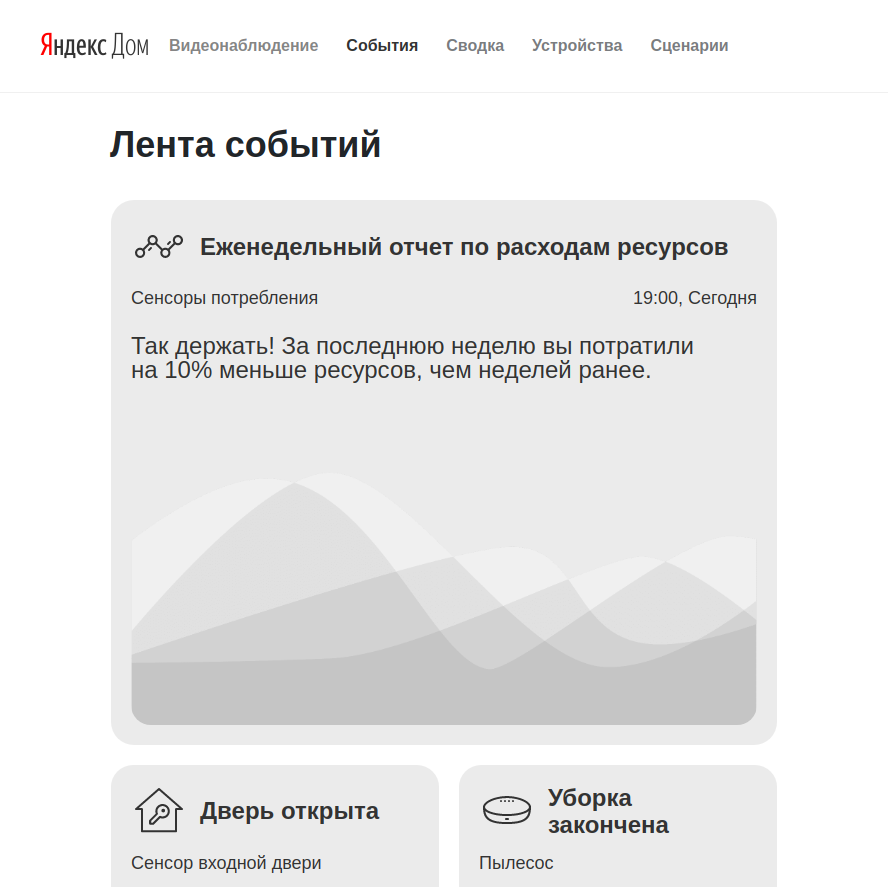 Яндекс Дом Видеонаблюдение События Сводка Устройства Сценарии
Лента событий
Еженедельный отчет по расходам ресурсов
Сенсоры потребления 19:00, Сегодня
Так держать! За последнюю неделю вы потратили
на 10% меньше ресурсов, чем неделей ранее.
Дверь открыта
Сенсор входной двери
Уборка
закончена
Пылесос